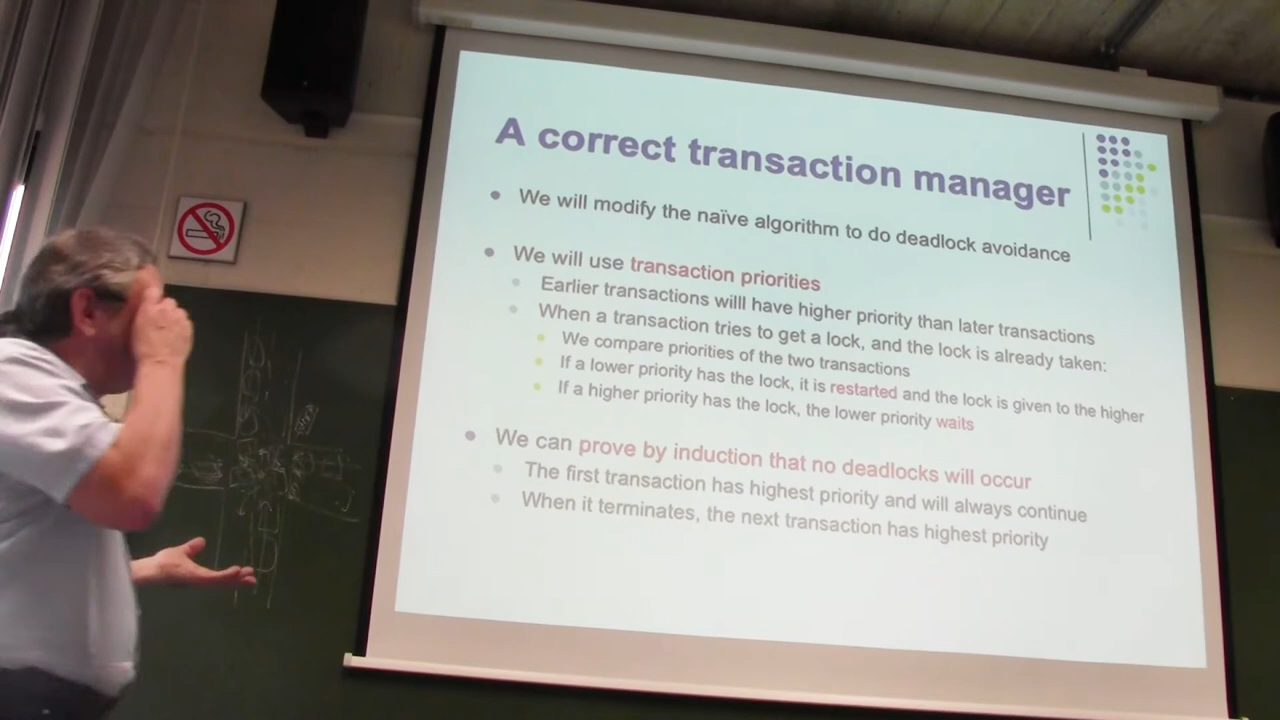 A correct transaction manager
We will modify the naïve algorithm to do deadlock avoidance
We will use transaction priorities
Earlier transactions willl have higher priority than later transactions
When a transaction tries to get a lock, and the lock is already taken:
We compare priorities of the two transactions
If a lower priority has the lock, it is restarted and the lock is given to the higher
If a higher priority has the lock, the lower priority waits
We can prove by induction that no deadlocks will occur
The first transaction has highest priority and will always continue
When it terminates, the next transaction has highest priority